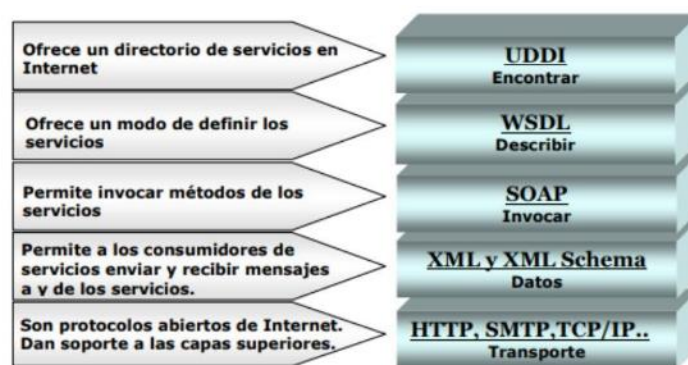 Ofrece un directorio de servicios en
Internet
UDDI
Encontrar
Ofrece un modo de definir los
servicios
WSDL
Describir
Permite invocar métodos de los
servicios
SOAP
Invocar
Permite a los consumidores de
servicios enviar y recibir mensajes
a y de los servicios.
XML y XML Schema
Datos
Son protocolos abiertos de Internet.
Dan soporte a las capas superiores.
HTTP, SMTP,TCP/IP..
Transporte